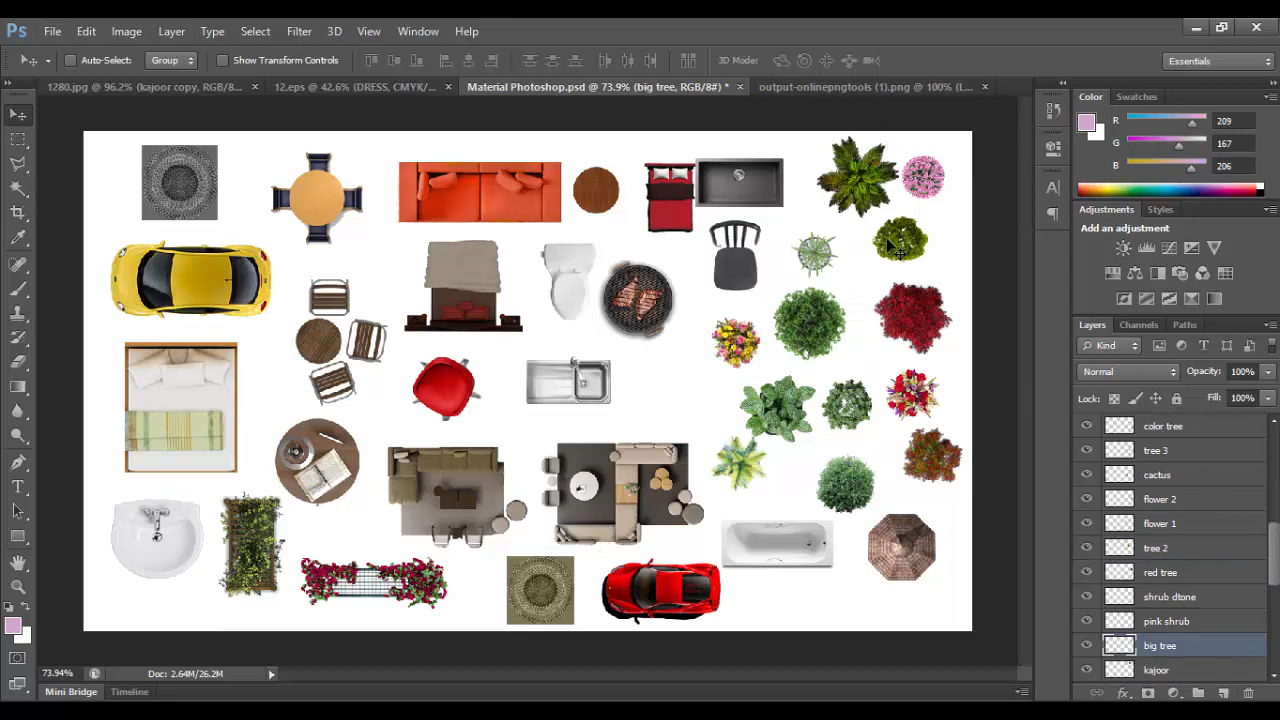 Ps File Edit Image Layer Type Select Filter 3D View Window Help
Auto-Select: Group Show Transform Controls 3D Mode: Essentials
1280.jpg @ 96.2% (kajoor copy, RGB/8... × 12.eps @ 42.6% (DRESS, CMYK/... × Material Photoshop.psd @ 73.9% (big tree, RGB/8#) * × output-onlinepngtools (1).png @ 100% (L... ×
Color Swatches
R 209
G 167
B 206
Adjustments Styles
Add an adjustment
Layers Channels Paths
Kind
Normal Opacity: 100%
Lock: Fill: 100%
color tree
tree 3
cactus
flower 2
flower 1
tree 2
red tree
shrub dtone
pink shrub
big tree
kajoor
73.94% Doc: 2.64M/26.2M
Mini Bridge Timeline